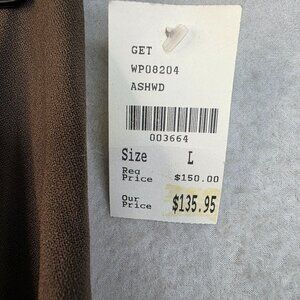 GET
WP08204
ASHWD
003664
Size L
Reg
Price $150.00
Our
Price $135.95